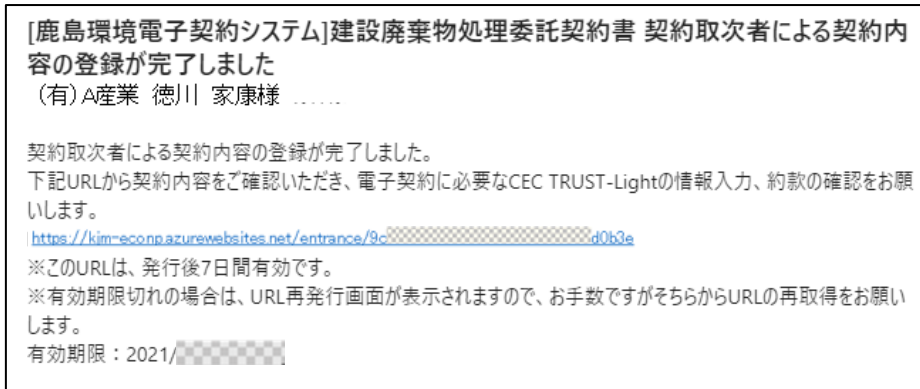 [鹿島環境電子契約システム]建設廃棄物処理委託契約書 契約取次者による契約内
容の登録が完了しました
(有)A産業 徳川 家康様
契約取次者による契約内容の登録が完了しました。
下記URLから契約内容をご確認いただき、電子契約に必要なCEC TRUST-Lightの情報入力、約款の確認をお願
いします。
https://kjm-econp.azurewebsites.net/entrance/9c d0b3e
※このURLは、発行後7日間有効です。
※有効期限切れの場合は、URL再発行画面が表示されますので、お手数ですがそちらからURLの再取得をお願い
します。
有効期限：2021/